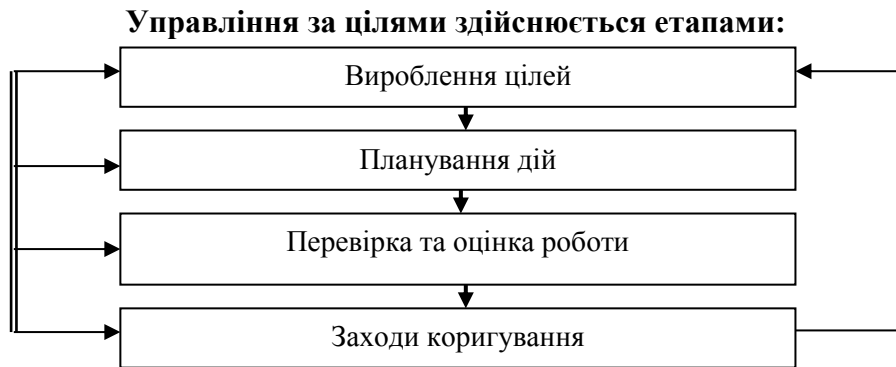 Управління за цілями здійснюється етапами:
Вироблення цілей
Планування дій
Перевірка та оцінка роботи
Заходи коригування